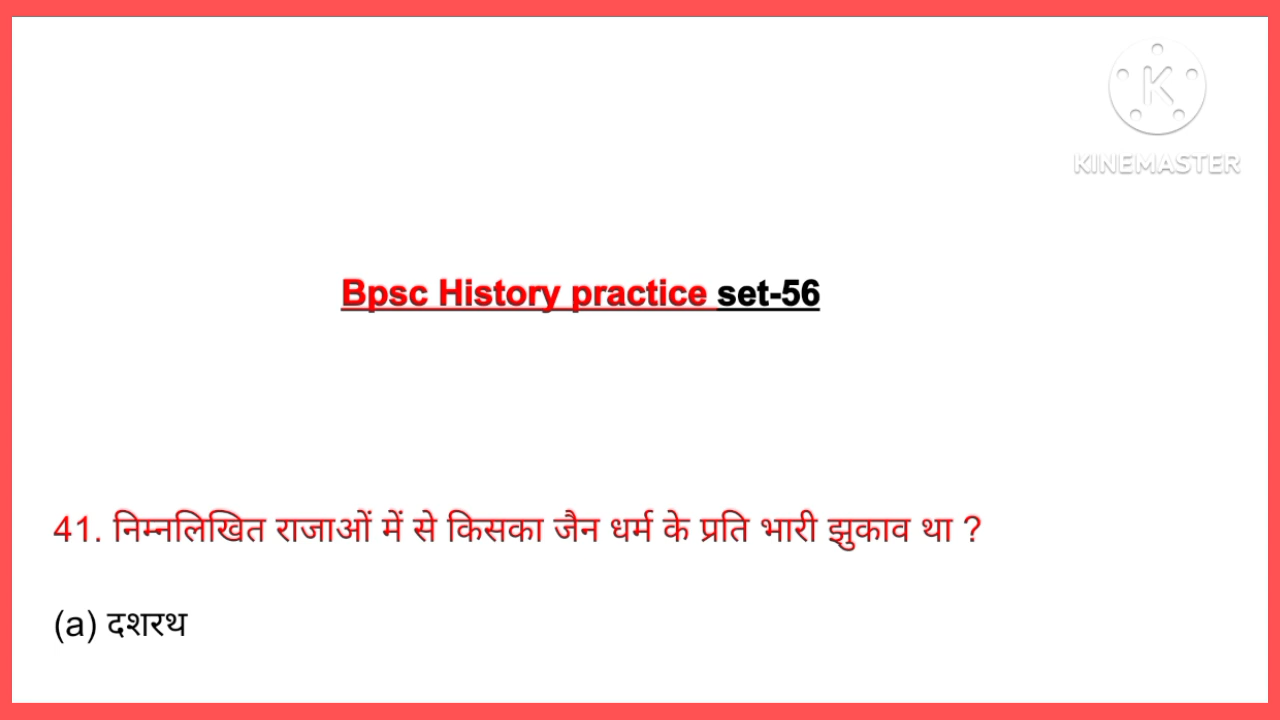 K
KINEMASTER
Bpsc History practice set-56
41. निम्नलिखित राजाओं में से किसका जैन धर्म के प्रति भारी झुकाव था ?
(a) दशरथ